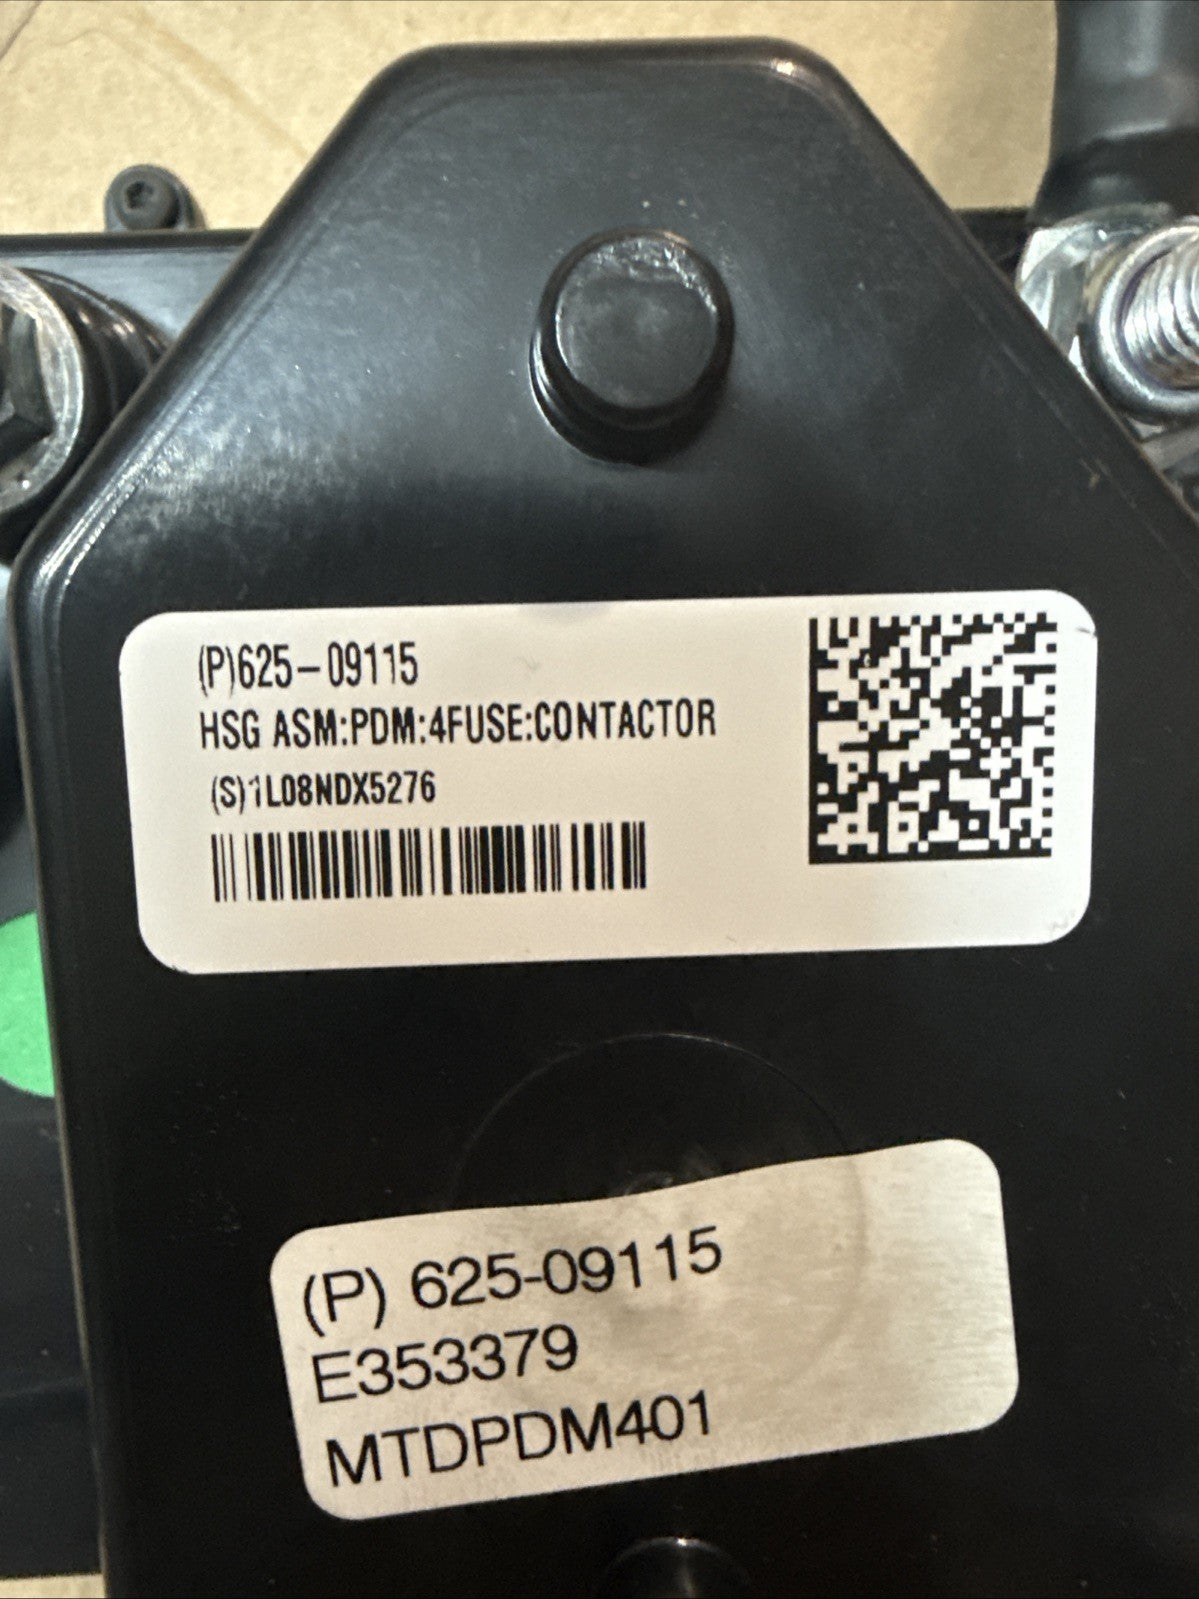 (P)625-09115
HSG ASM:PDM:4FUSE:CONTACTOR
(S)1L08NDX5276
(P) 625-09115
E353379
MTDPDM401